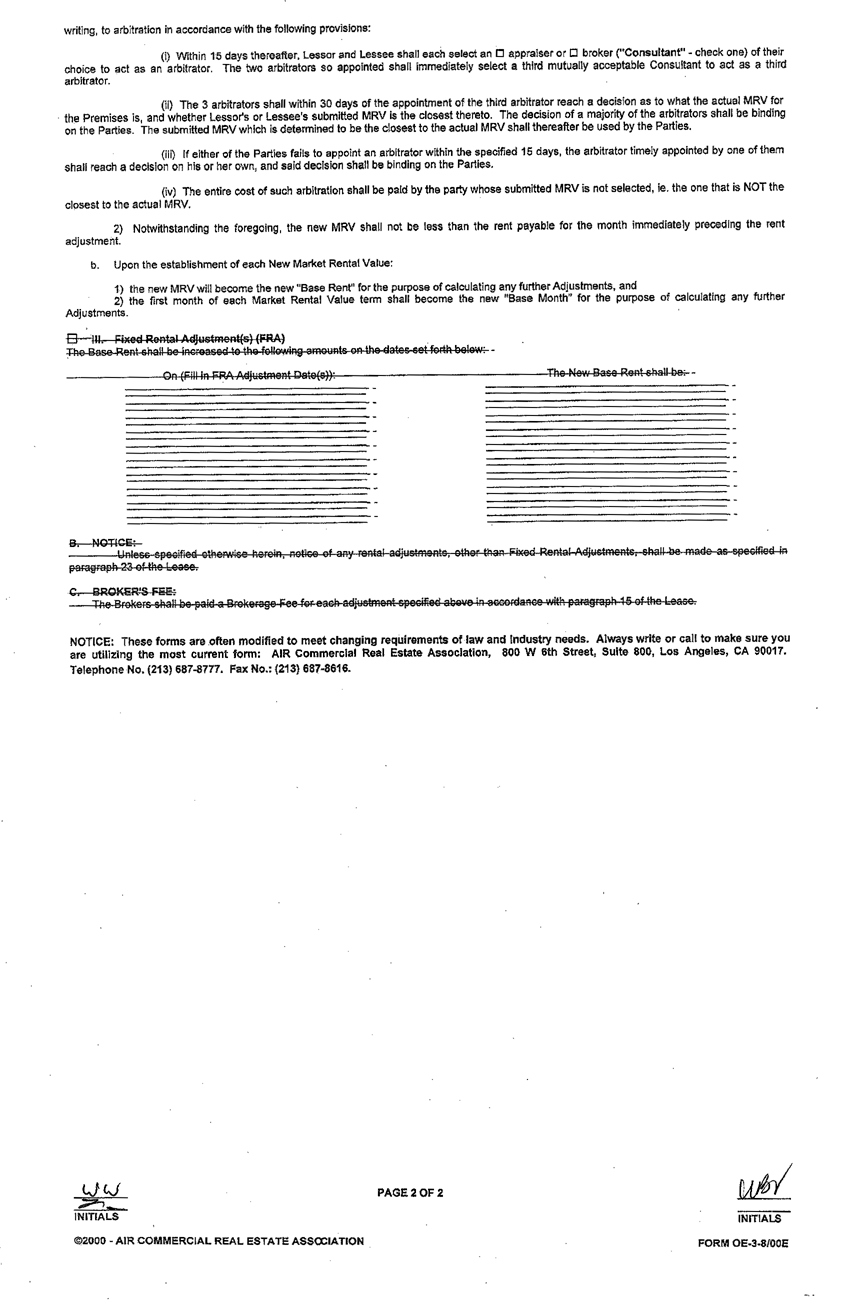 writing, to arbitration in accordance with the following provisions:
(i) Within 15 days thereafter, Lessor and Lessee shall each select an ☐ appraiser or ☐ broker ("Consultant" - check one) of their
choice to act as an arbitrator. The two arbitrators so appointed shall immediately select a third mutually acceptable Consultant to act as a third
arbitrator.
(ii) The 3 arbitrators shall within 30 days of the appointment of the third arbitrator reach a decision as to what the actual MRV for
the Premises is, and whether Lessor's or Lessee's submitted MRV is the closest thereto. The decision of a majority of the arbitrators shall be binding
on the Parties. The submitted MRV which is determined to be the closest to the actual MRV shall thereafter be used by the Parties.
(iii) If either of the Parties fails to appoint an arbitrator within the specified 15 days, the arbitrator timely appointed by one of them
shall reach a decision on his or her own, and said decision shall be binding on the Parties.
(iv) The entire cost of such arbitration shall be paid by the party whose submitted MRV is not selected, ie. the one that is NOT the
closest to the actual MRV.
2) Notwithstanding the foregoing, the new MRV shall not be less than the rent payable for the month immediately preceding the rent
adjustment.
b. Upon the establishment of each New Market Rental Value:
1) the new MRV will become the new "Base Rent" for the purpose of calculating any further Adjustments, and
2) the first month of each Market Rental Value term shall become the new "Base Month" for the purpose of calculating any further
Adjustments.
☐ III. Fixed Rental Adjustment(s) (FRA)
The Base Rent shall be increased to the following amounts on the dates set forth below:
On (Fill in FRA Adjustment Date(s)): The New Base Rent shall be:
B. NOTICE:
Unless specified otherwise herein, notice of any rental adjustments, other than Fixed Rental Adjustments, shall be made as specified in
paragraph 23 of the Lease.
C. BROKER'S FEE:
The Brokers shall be paid a Brokerage Fee for each adjustment specified above in accordance with paragraph 15 of the Lease.
NOTICE: These forms are often modified to meet changing requirements of law and Industry needs. Always write or call to make sure you
are utilizing the most current form: AIR Commercial Real Estate Association, 800 W 6th Street, Suite 800, Los Angeles, CA 90017.
Telephone No. (213) 687-8777. Fax No.: (213) 687-8616.
WW
INITIALS
PAGE 2 OF 2
INITIALS
©2000 - AIR COMMERCIAL REAL ESTATE ASSOCIATION
FORM OE-3-8/00E